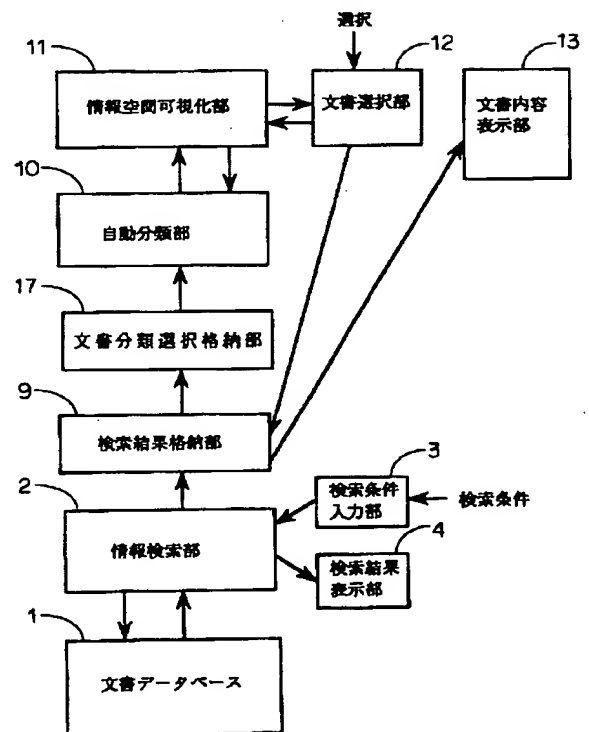 選択
11
12
13
情報空間可視化部
文書選択部
文書内容
表示部
10
自動分類部
17
文書分類選択格納部
9
検索結果格納部
3
検索条件
入力部
検索条件
2
情報検索部
4
検索結果
表示部
1
文書データベース